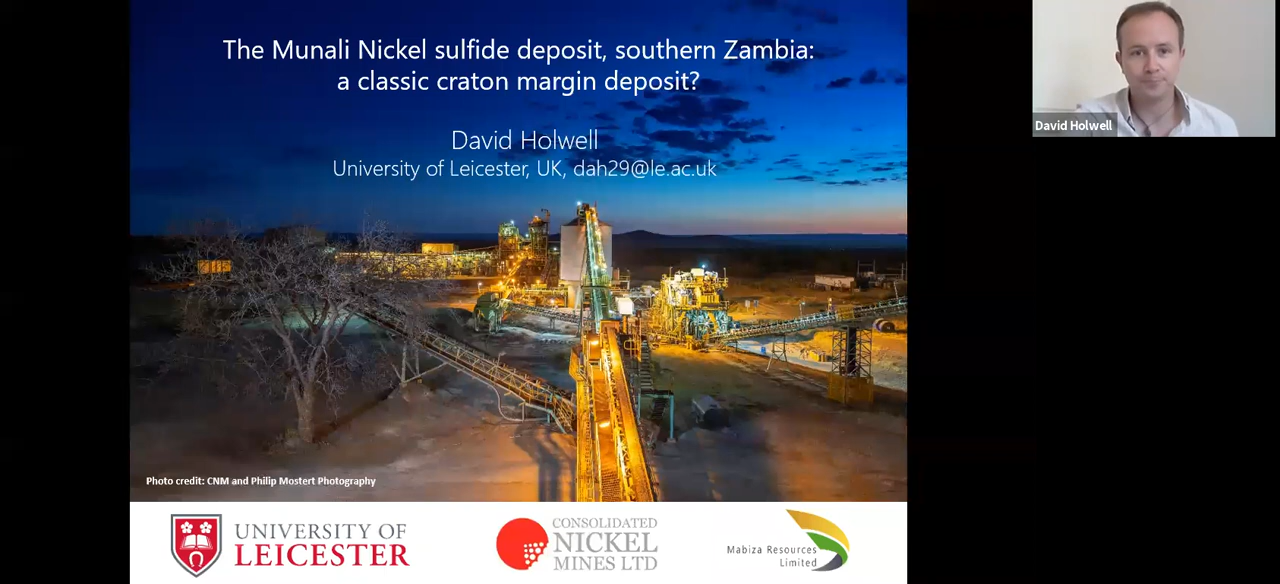 The Munali Nickel sulfide deposit, southern Zambia:
a classic craton margin deposit?
David Holwell
University of Leicester, UK, dah29@le.ac.uk
David Holwell
Photo credit: CNM and Philip Mostert Photography
UNIVERSITY OF
LEICESTER
CONSOLIDATED
NICKEL
MINES LTD
Mabiza Resources
Limited